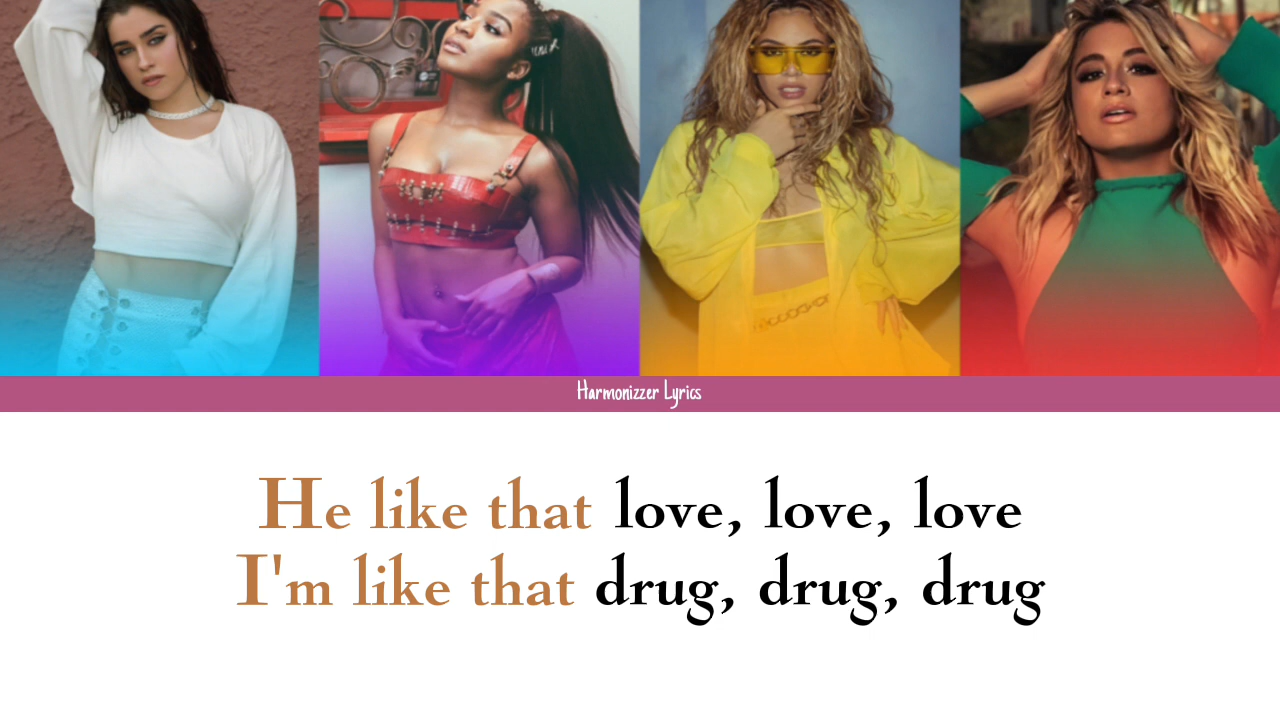 Harmonizzer Lyrics
He like that love, love, love
I'm like that drug, drug, drug